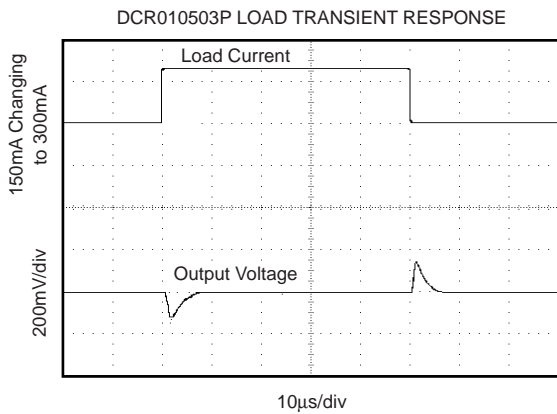 DCR010503P LOAD TRANSIENT RESPONSE
Load Current
150mA Changing
to 300mA
Output Voltage
200mV/div
10μs/div